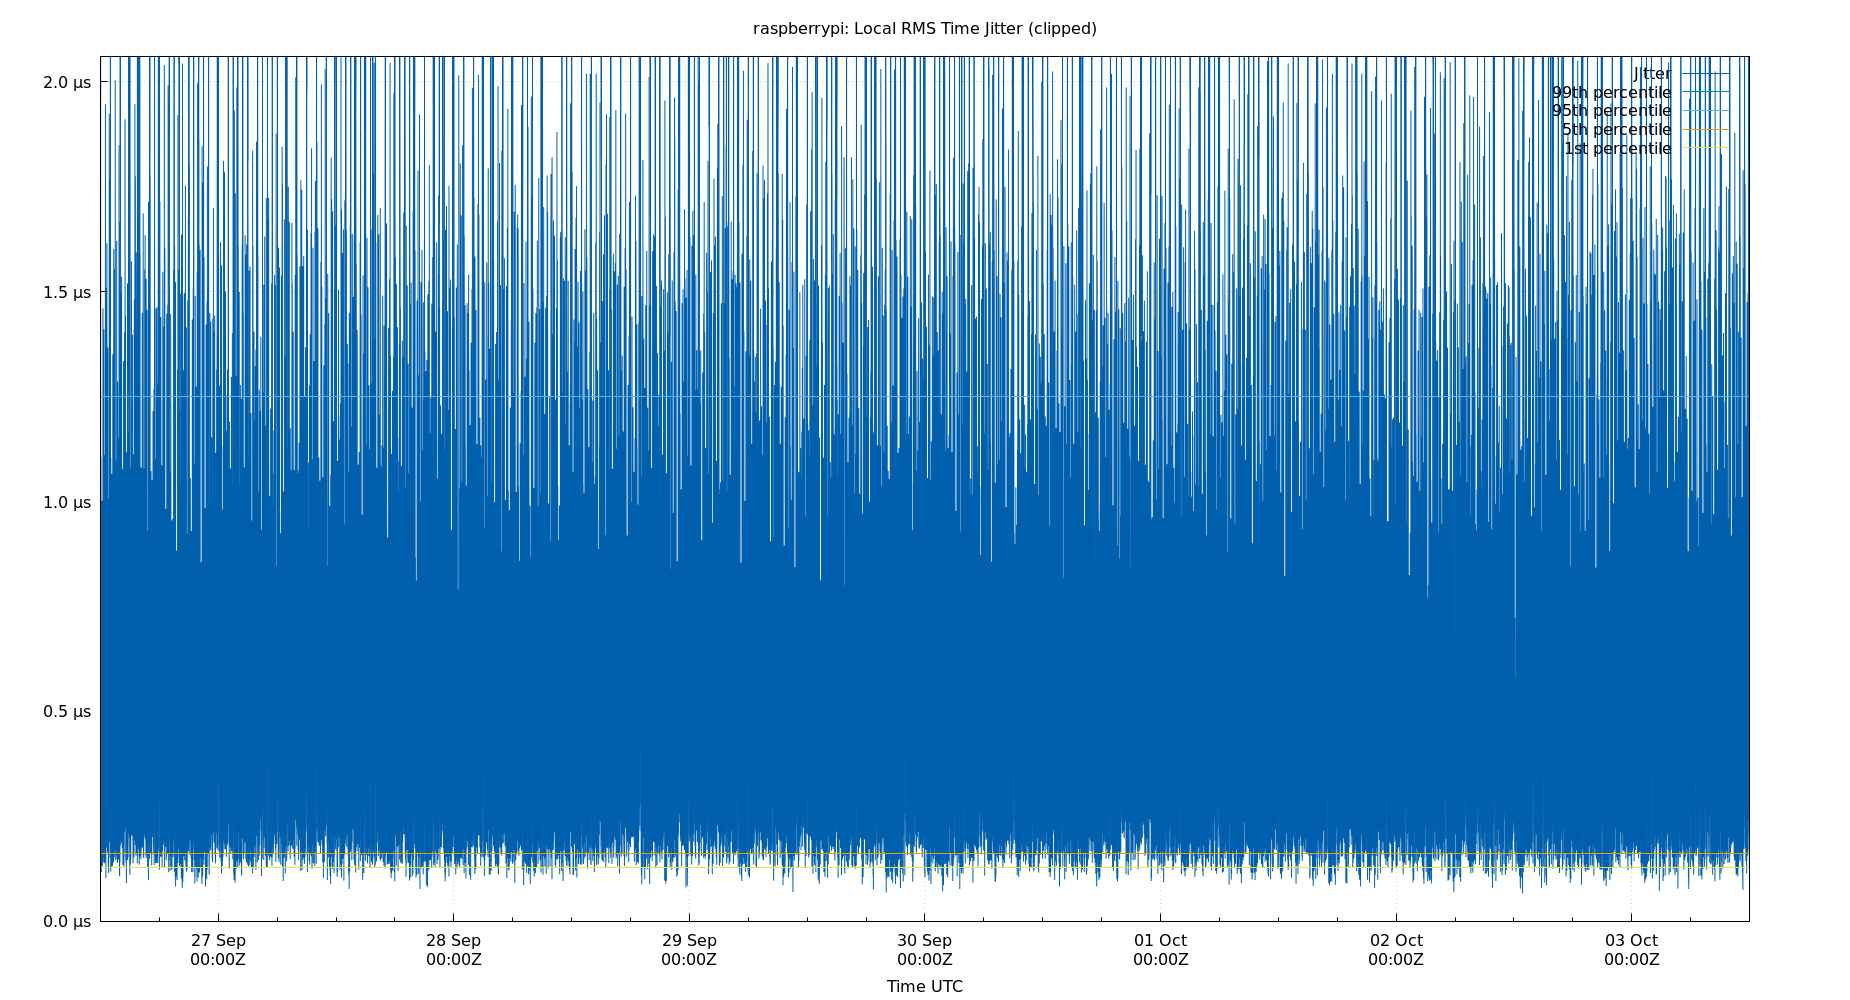 raspberrypi: Local RMS Time Jitter (clipped)
2.0 µs
1.5 µs
1.0 µs
0.5 µs
0.0 µs
Jitter
99th percentile
95th percentile
5th percentile
1st percentile
27 Sep 28 Sep 29 Sep 30 Sep 01 Oct 02 Oct 03 Oct
00:00Z 00:00Z 00:00Z 00:00Z 00:00Z 00:00Z 00:00Z
Time UTC